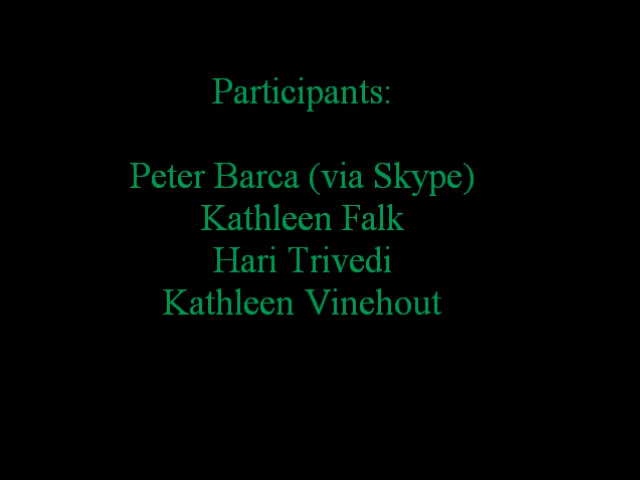 Participants:
Peter Barca (via Skype)
Kathleen Falk
Hari Trivedi
Kathleen Vinehout